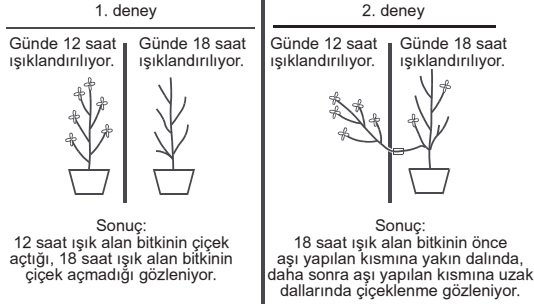 1. deney
Günde 12 saat
ışıklandırılıyor.
Günde 18 saat
ışıklandırılıyor.
Sonuç:
12 saat ışık alan bitkinin çiçek
açtığı, 18 saat ışık alan bitkinin
çiçek açmadığı gözleniyor.
2. deney
Günde 12 saat
ışıklandırılıyor.
Günde 18 saat
ışıklandırılıyor.
Sonuç:
18 saat ışık alan bitkinin önce
aşı yapılan kısmına yakın dalında,
daha sonra aşı yapılan kısmına uzak
dallarında çiçeklenme gözleniyor.